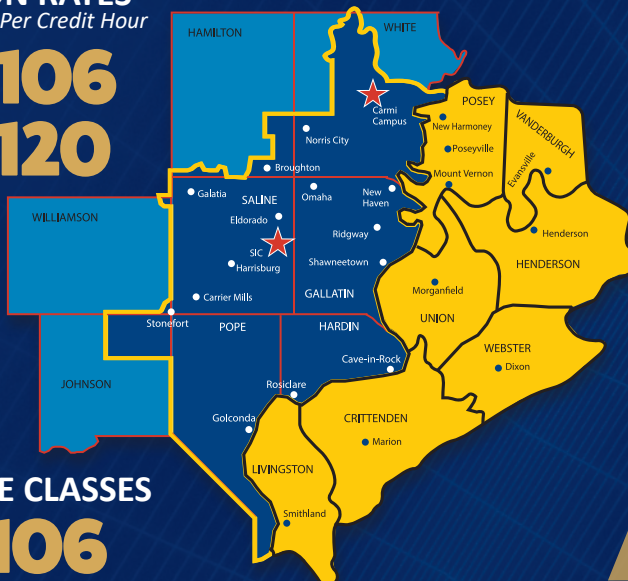 ON RATES
Per Credit Hour
106
120
HAMILTON
WHITE
Carmi
Campus
POSEY
New Harmoney
VANDERBURGH
Norris City
Poseyville
Evansville
Broughton
Mount Vernon
Galatia
SALINE
Omaha
New
Haven
WILLIAMSON
Eldorado
Ridgway
Henderson
SIC
Harrisburg
Shawneetown
HENDERSON
Carrier Mills
GALLATIN
Morganfield
Stonefort
POPE
HARDIN
UNION
WEBSTER
Cave-in-Rock
Dixon
JOHNSON
Rosiclare
Golconda
CRITTENDEN
Marion
LIVINGSTON
E CLASSES
Smithland
106